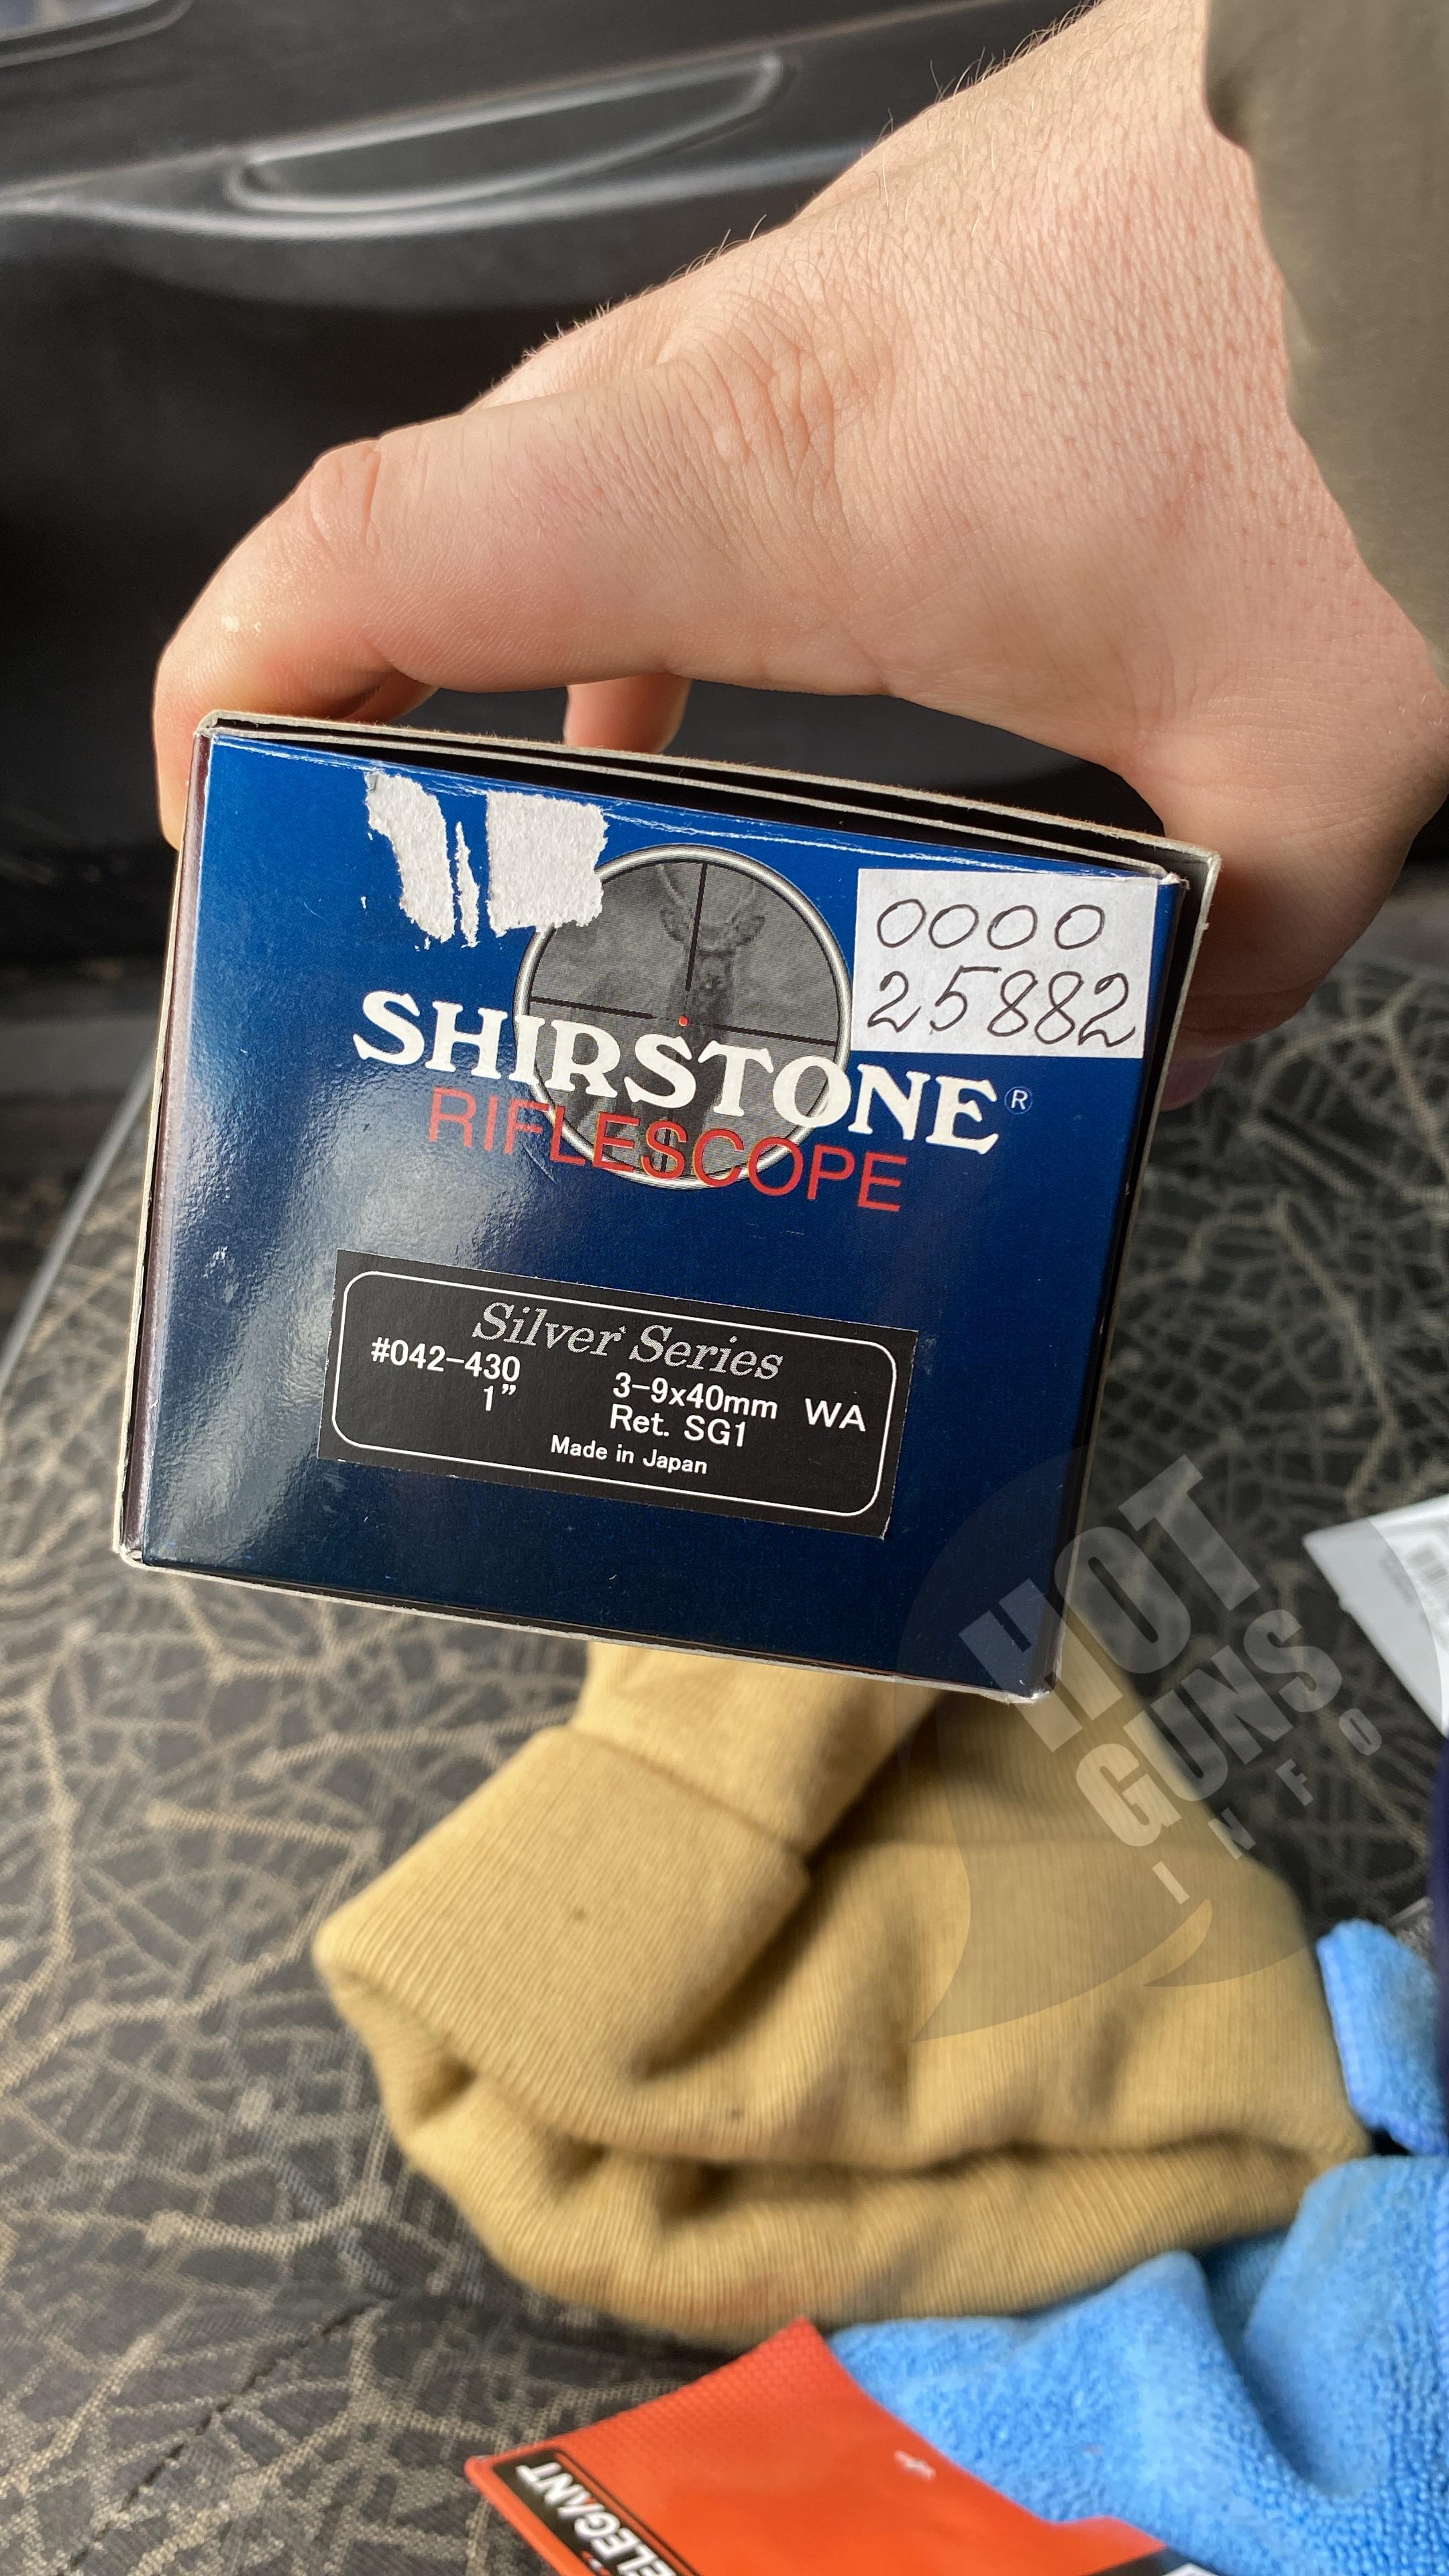 0000
25882
SHIRSTONE®
RIFLESCOPE
Silver Series
#042-430
1”
3-9x40mm WA
Ret. SG1
Made in Japan
HOT
GUNS
INFO
ELEGANT